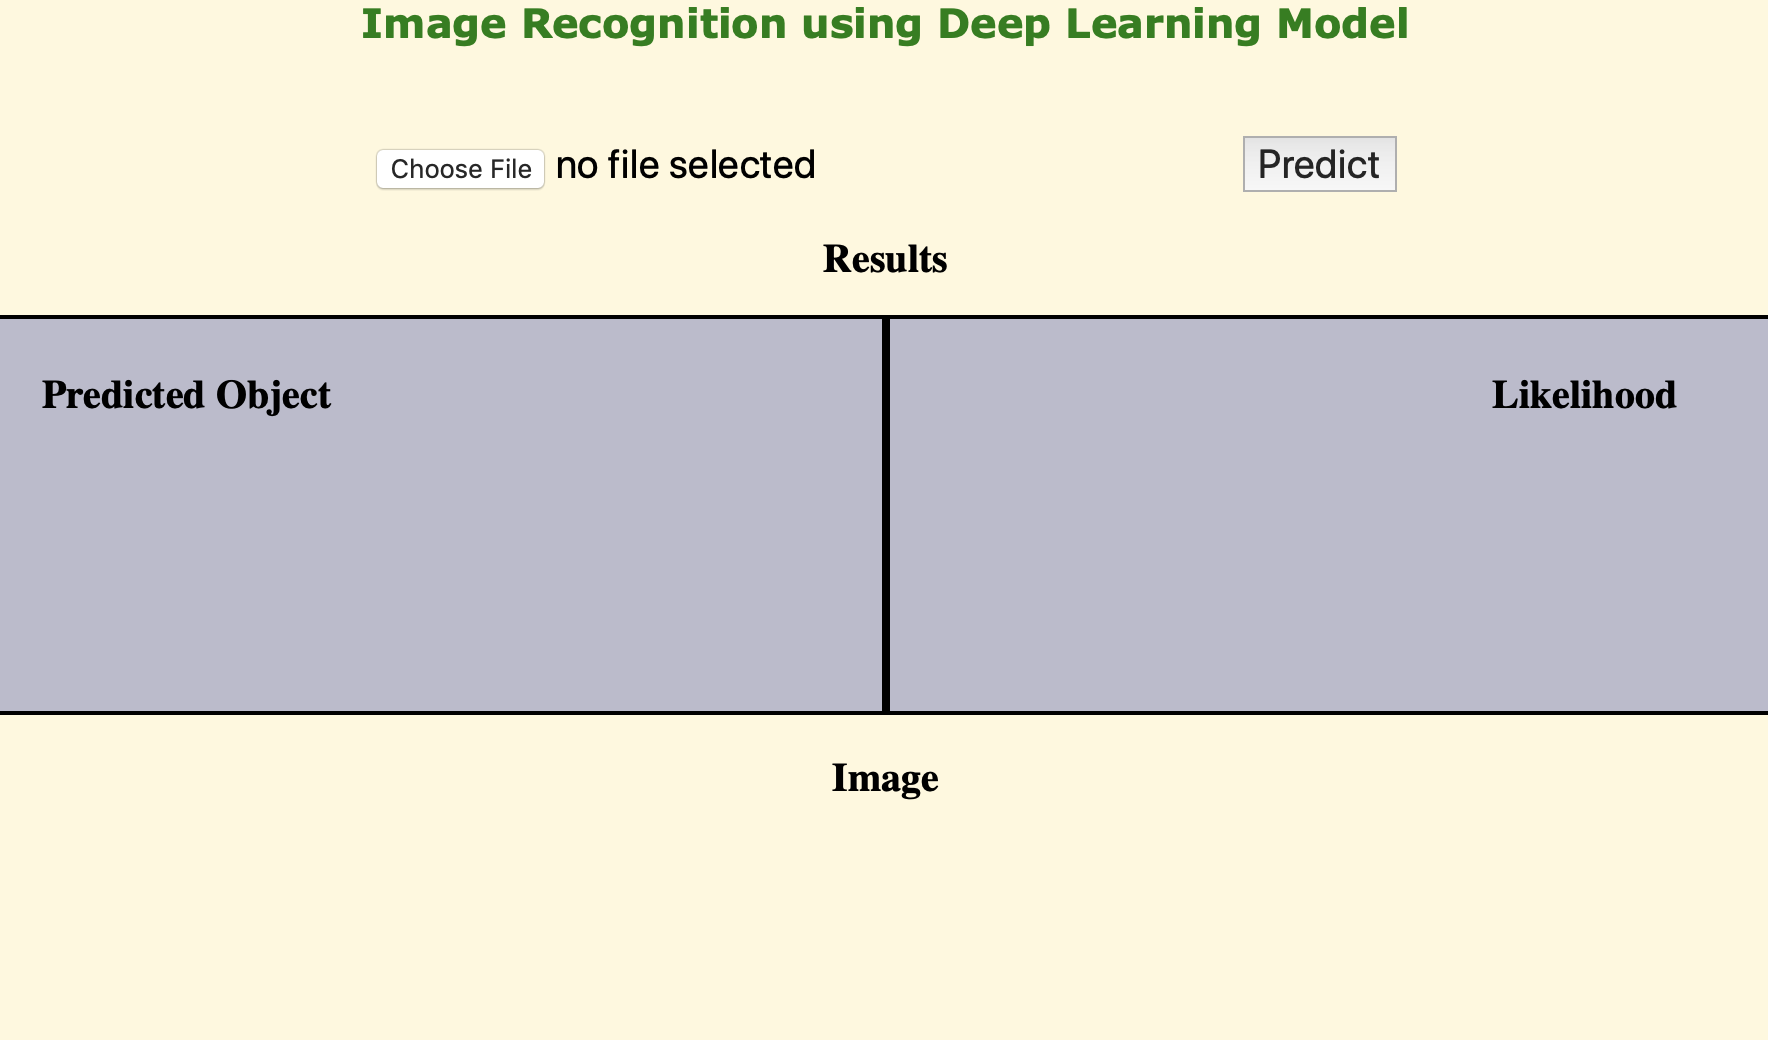 Image Recognition using Deep Learning Model
Choose File no file selected Predict
Results
Predicted Object Likelihood
Image